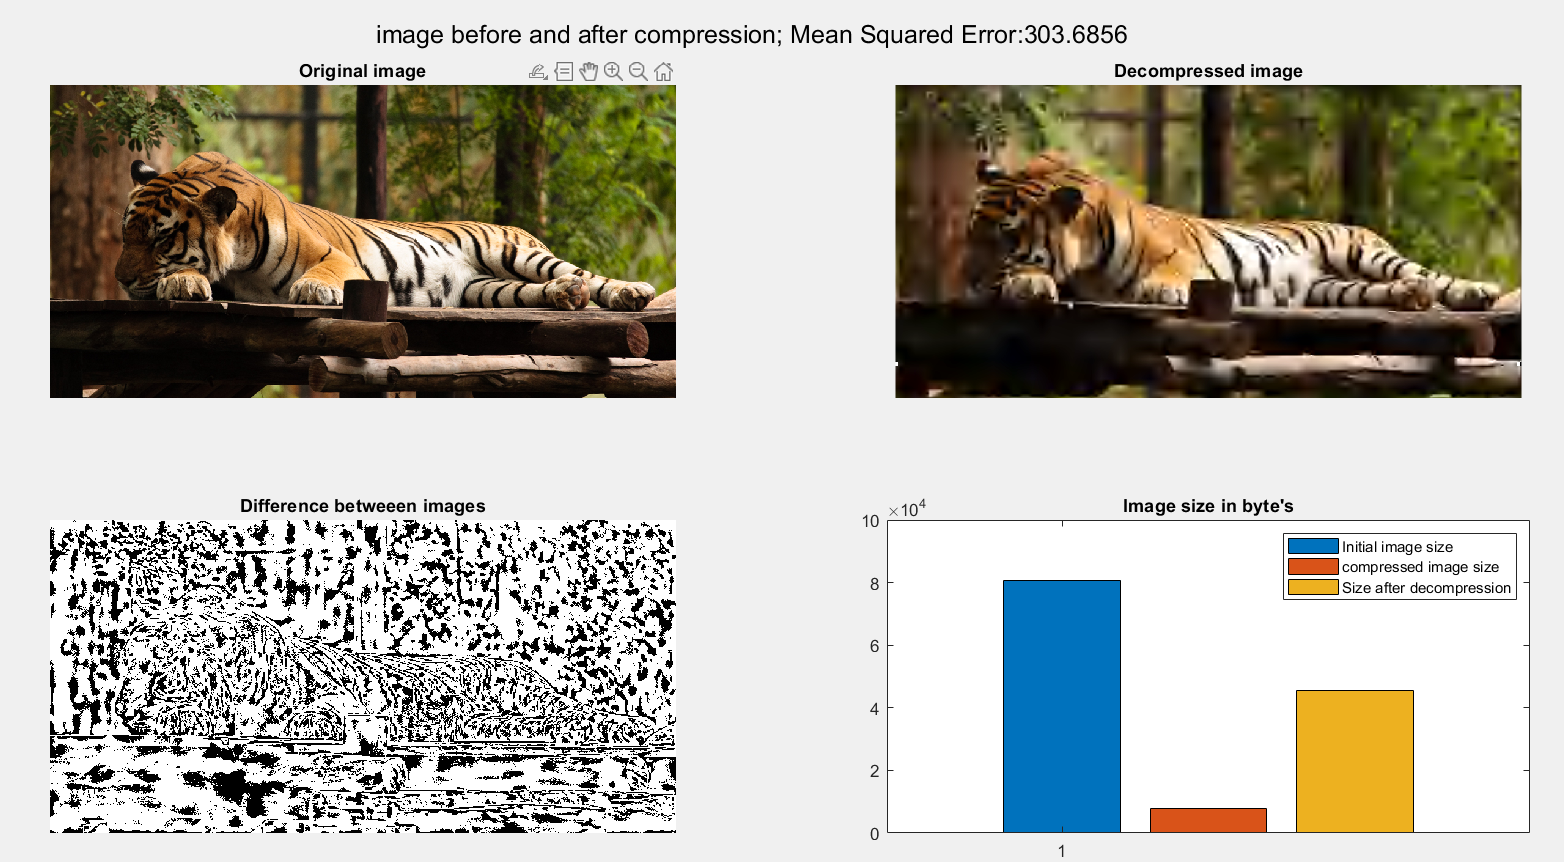 image before and after compression; Mean Squared Error:303.6856
Original image
Decompressed image
Difference betweeen images
Image size in byte's
×10^4
10
8
6
4
2
0
1
Initial image size
compressed image size
Size after decompression